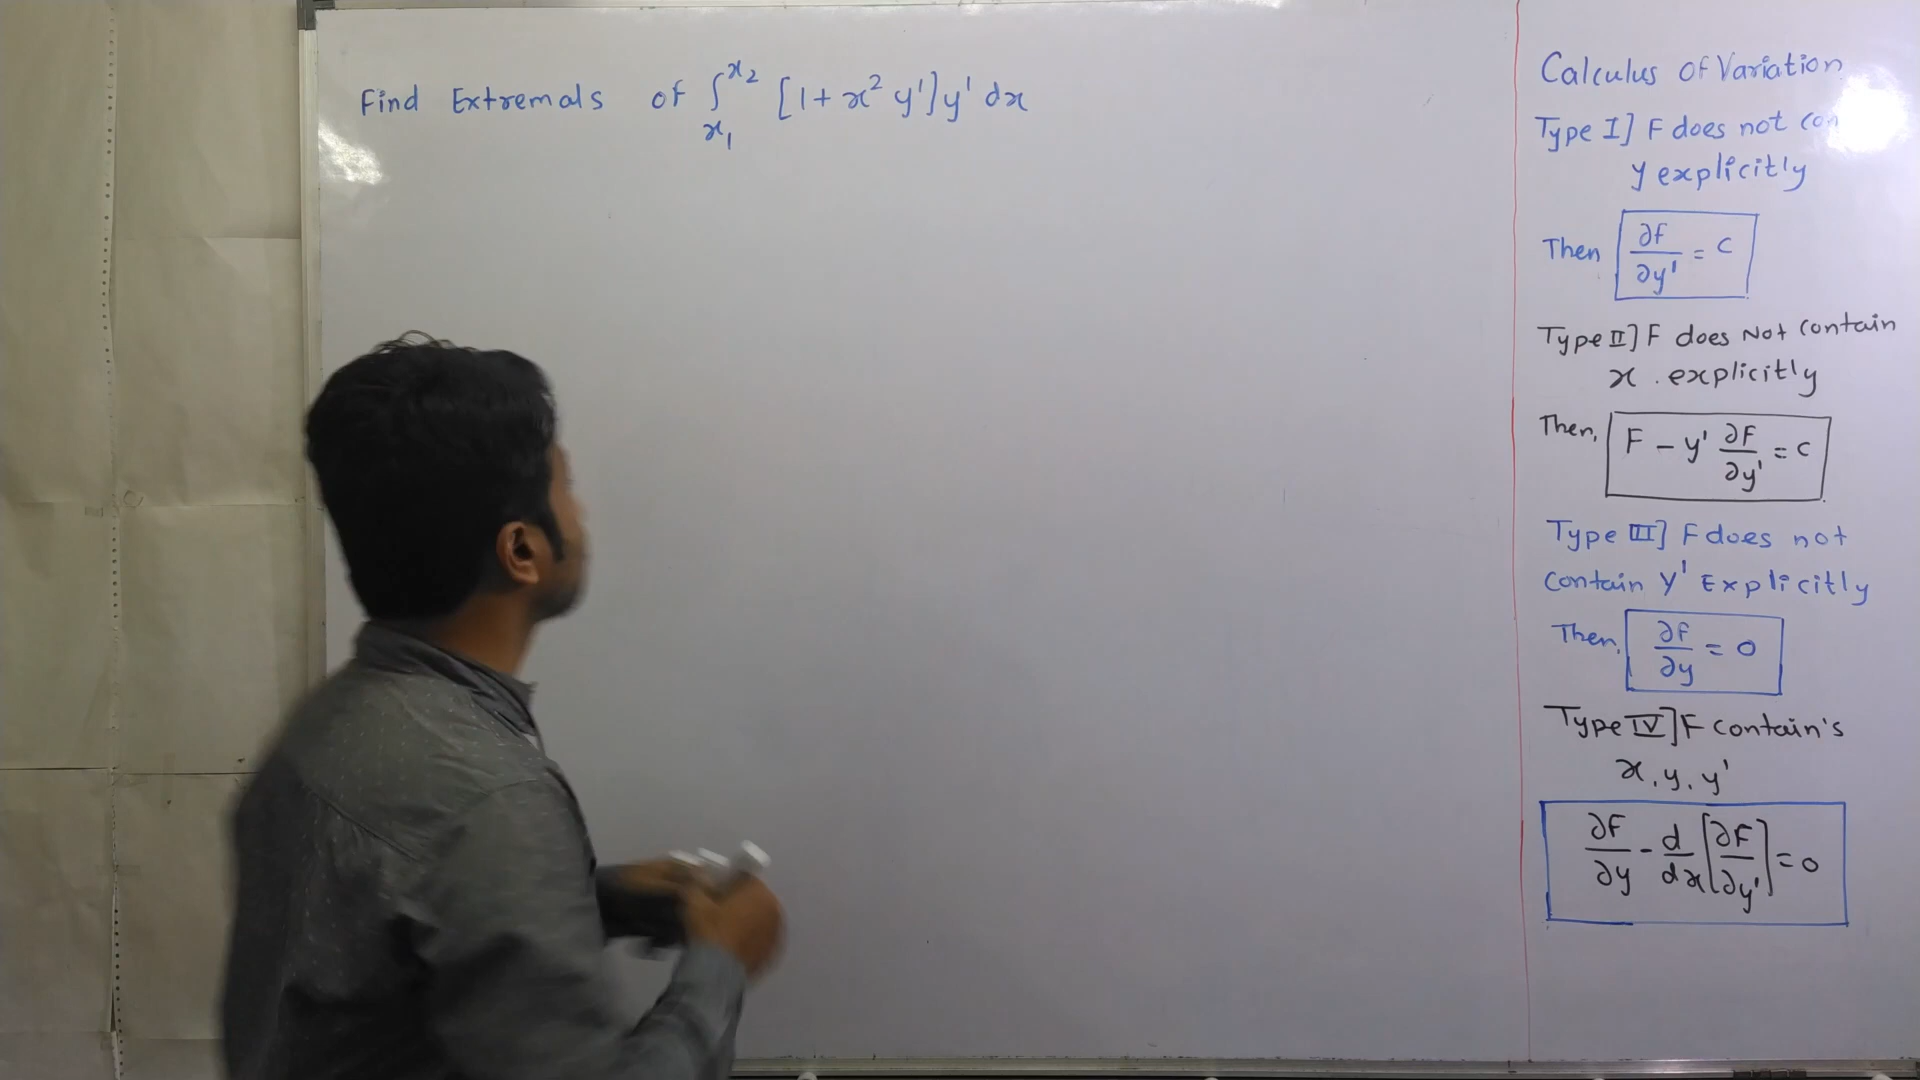 Find Extremals of ∫_{x₁}^{x₂} [1 + x² y'] y' dx
Calculus Of Variation
Type I] F does not
y explicitly
Then ∂F/∂y' = C
Type II] F does Not contain
x . explicitly
Then, F - y' ∂F/∂y' = C
Type III] F does not
contain y' Explicitly
Then, ∂F/∂y = 0
Type IV] F contain's
x, y, y'
∂F/∂y - d/dx [∂F/∂y'] = 0